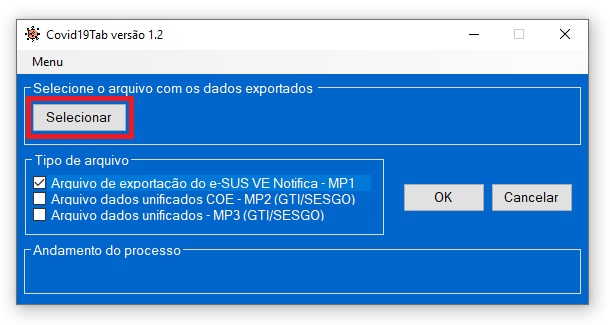 Covid19Tab versão 1.2
Menu
Selecione o arquivo com os dados exportados
Selecionar
Tipo de arquivo
Arquivo de exportação do e-SUS VE Notifica - MP1
Arquivo dados unificados COE - MP2 (GTI/SESGO)
Arquivo dados unificados - MP3 (GTI/SESGO)
OK
Cancelar
Andamento do processo